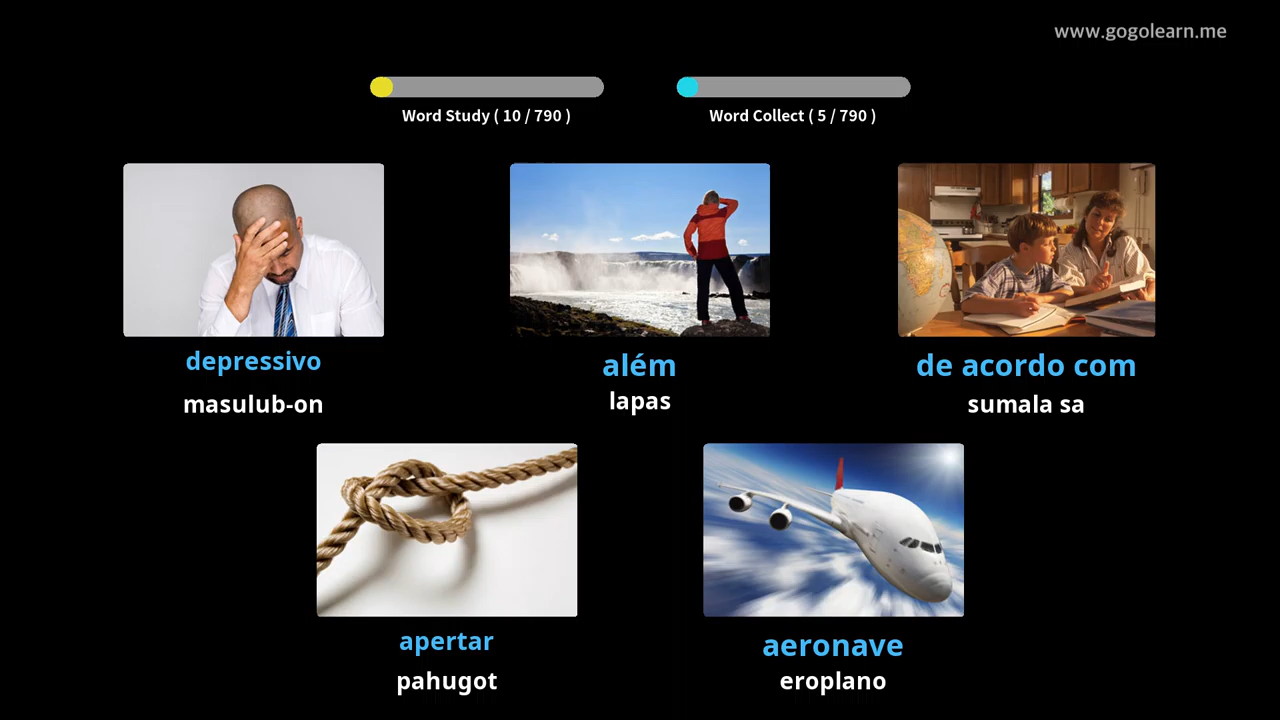 www.gogolearn.me
Word Study ( 10 / 790 )
Word Collect ( 5 / 790 )
depressivo
masulub-on
além
lapas
de acordo com
sumala sa
apertar
pahugot
aeronave
eroplano